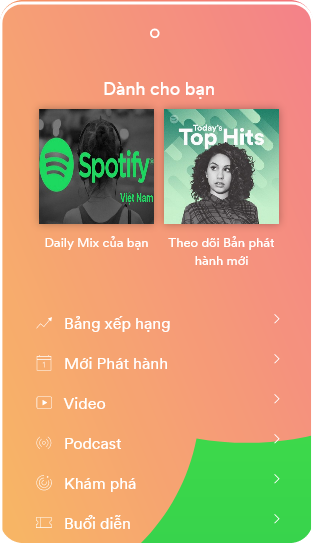 Dành cho bạn
Spotify
Việt Nam
Today's
Top Hits
Daily Mix của bạn
Theo dõi Bản phát
hành mới
Bảng xếp hạng
1
Mới Phát hành
Video
Podcast
Khám phá
Buổi diễn